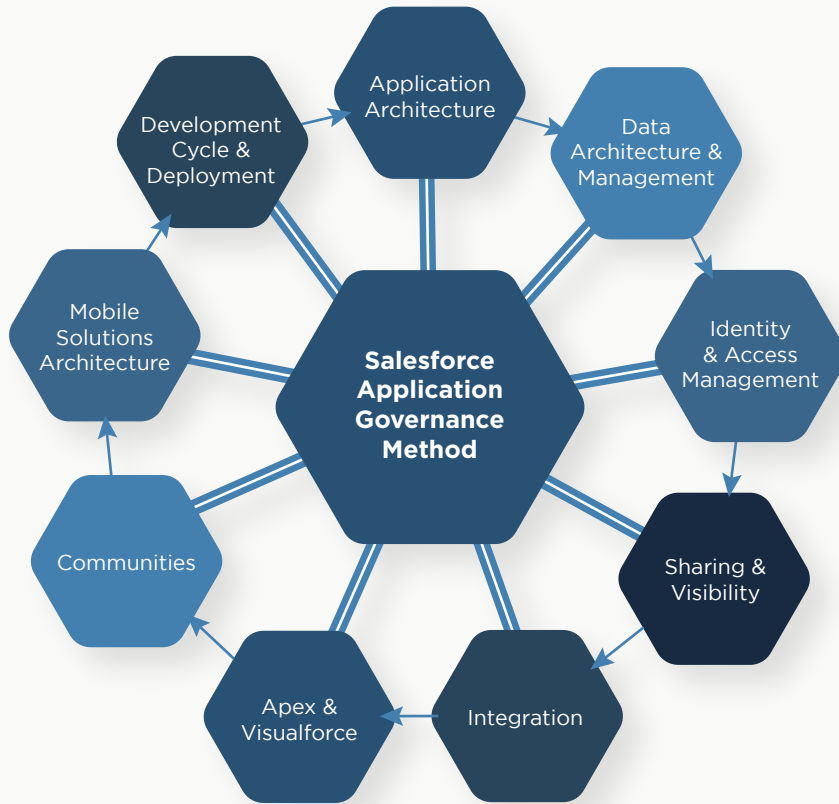 Application
Architecture
Data
Architecture &
Management
Identity
& Access
Management
Sharing &
Visibility
Integration
Apex &
Visualforce
Communities
Mobile
Solutions
Architecture
Development
Cycle &
Deployment
Salesforce
Application
Governance
Method